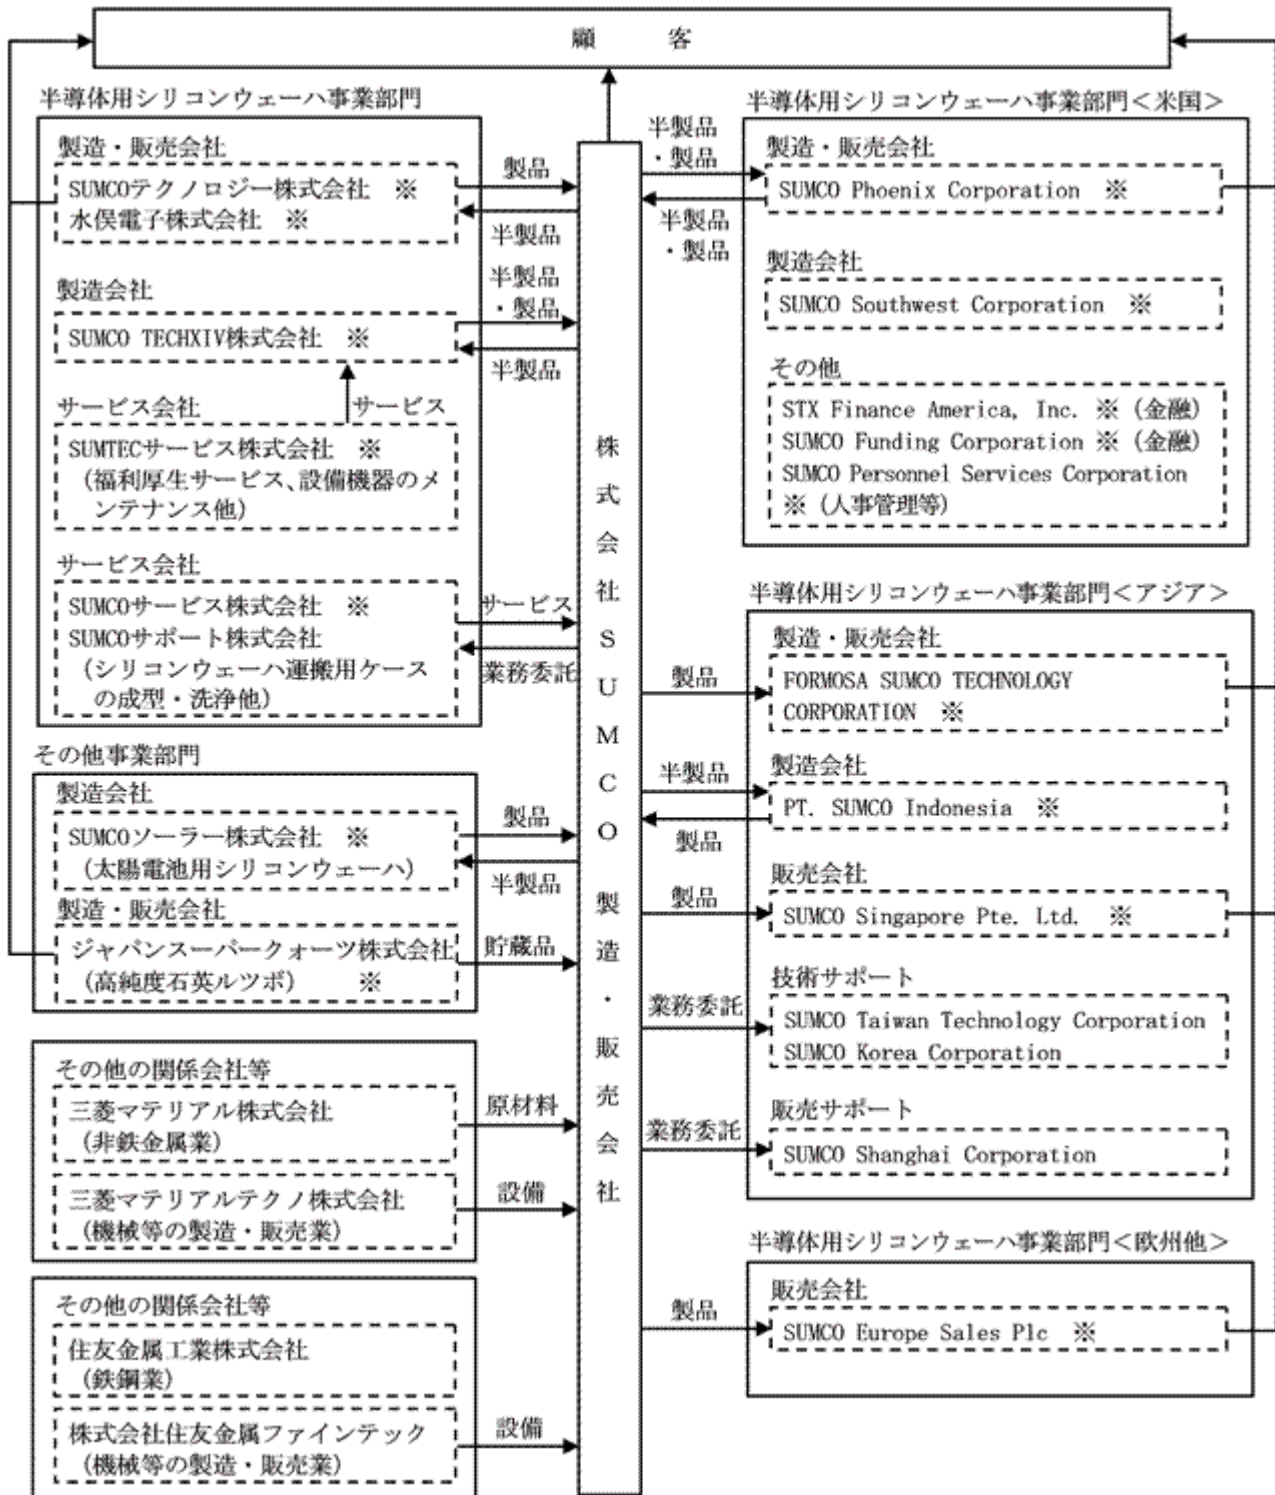 顧　　客
半導体用シリコンウェーハ事業部門
製造・販売会社
SUMCOテクノロジー株式会社　※
水俣電子株式会社　※
製品
半製品
製造会社
SUMCO TECHXIV株式会社　※
半製品
・製品
半製品
サービス会社
サービス
SUMTECサービス株式会社　※
(福利厚生サービス、設備機器のメ
ンテナンス他)
サービス会社
SUMCOサービス株式会社　※
SUMCOサポート株式会社
(シリコンウェーハ運搬用ケース
の成型・洗浄他)
サービス
業務委託
その他事業部門
製造会社
SUMCOソーラー株式会社　※
(太陽電池用シリコンウェーハ)
製品
半製品
製造・販売会社
ジャパンスーパークォーツ株式会社
(高純度石英ルツボ)　　※
貯蔵品
その他の関係会社等
三菱マテリアル株式会社
(非鉄金属業)
原材料
三菱マテリアルテクノ株式会社
(機械等の製造・販売業)
設備
その他の関係会社等
住友金属工業株式会社
(鉄鋼業)
株式会社住友金属ファインテック
(機械等の製造・販売業)
設備
株式会社SUMCO 製造・販売会社
半導体用シリコンウェーハ事業部門＜米国＞
半製品
・製品
半製品
・製品
製造・販売会社
SUMCO Phoenix Corporation　※
製造会社
SUMCO Southwest Corporation　※
その他
STX Finance America, Inc. ※ (金融)
SUMCO Funding Corporation ※ (金融)
SUMCO Personnel Services Corporation
※ (人事管理等)
半導体用シリコンウェーハ事業部門＜アジア＞
製造・販売会社
製品
FORMOSA SUMCO TECHNOLOGY
CORPORATION　※
製造会社
半製品
製品
PT. SUMCO Indonesia　※
販売会社
製品
SUMCO Singapore Pte. Ltd.　※
技術サポート
業務委託
SUMCO Taiwan Technology Corporation
SUMCO Korea Corporation
販売サポート
業務委託
SUMCO Shanghai Corporation
半導体用シリコンウェーハ事業部門＜欧州他＞
販売会社
製品
SUMCO Europe Sales Plc　※